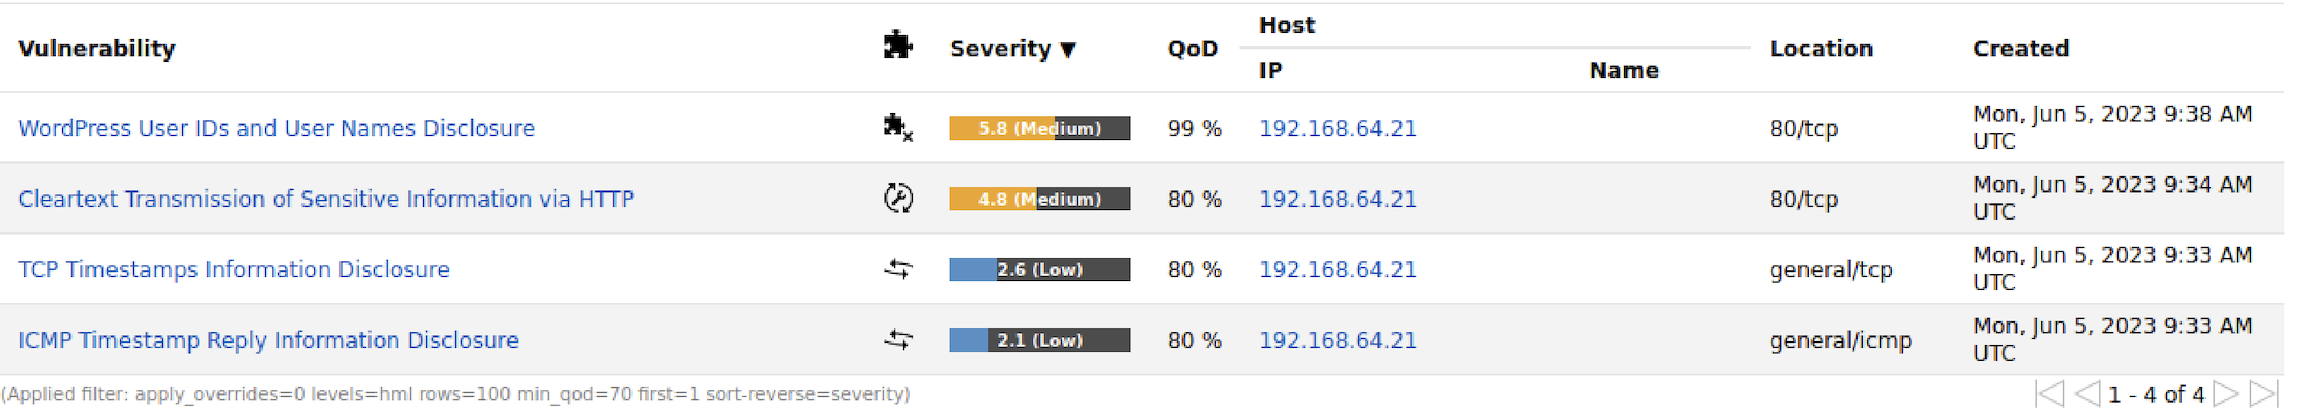 Vulnerability Severity ▼ QoD Host Location Created
IP Name
WordPress User IDs and User Names Disclosure 5.8 (Medium) 99 % 192.168.64.21 80/tcp Mon, Jun 5, 2023 9:38 AM
UTC
Cleartext Transmission of Sensitive Information via HTTP 4.8 (Medium) 80 % 192.168.64.21 80/tcp Mon, Jun 5, 2023 9:34 AM
UTC
TCP Timestamps Information Disclosure 2.6 (Low) 80 % 192.168.64.21 general/tcp Mon, Jun 5, 2023 9:33 AM
UTC
ICMP Timestamp Reply Information Disclosure 2.1 (Low) 80 % 192.168.64.21 general/icmp Mon, Jun 5, 2023 9:33 AM
UTC
(Applied filter: apply_overrides=0 levels=hml rows=100 min_qod=70 first=1 sort-reverse=severity) 1 - 4 of 4